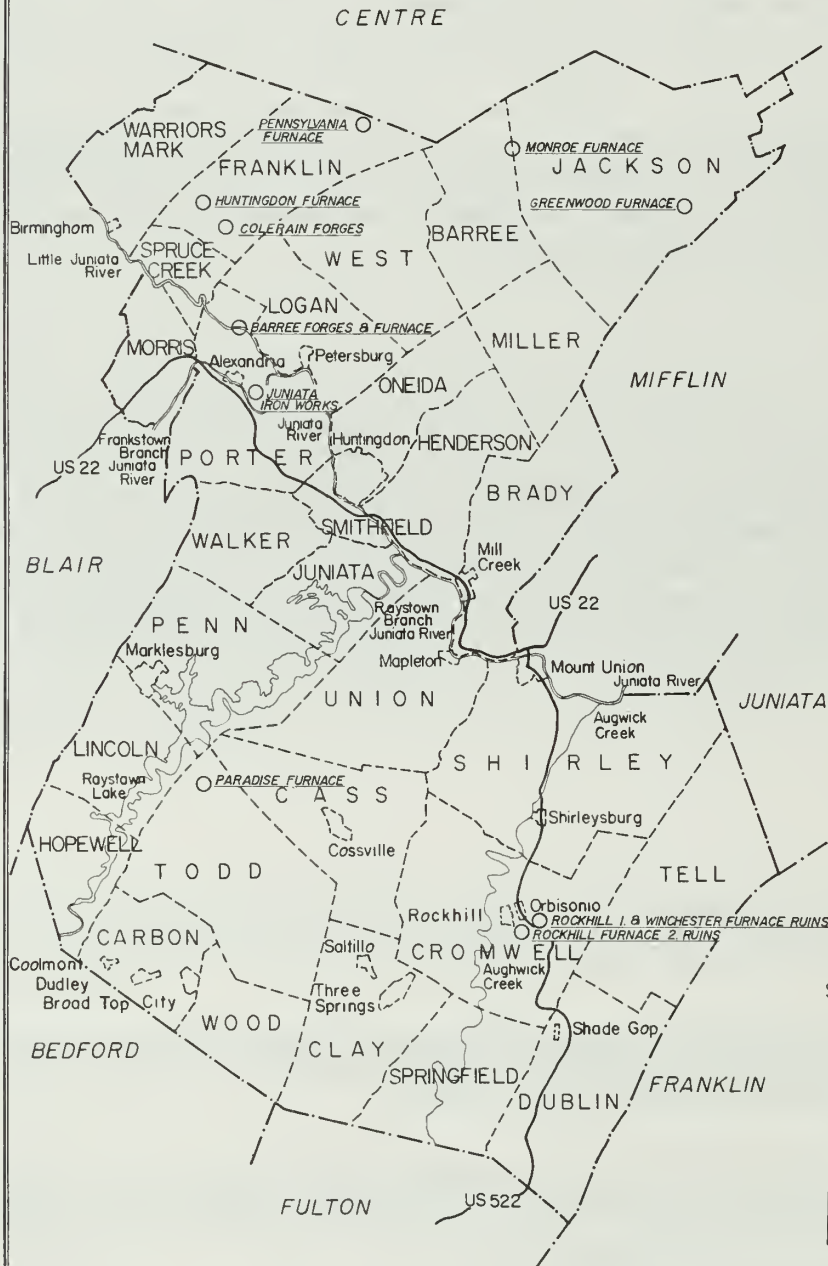 CENTRE
WARRIORS
MARK
PENNSYLVANIA
FURNACE
FRANKLIN
MONROE FURNACE
JACKSON
HUNTINGDON FURNACE
GREENWOOD FURNACE
COLERAIN FORGES
Birmingham
BARREE
WEST
SPRUCE
CREEK
Little Juniata
River
LOGAN
BARREE FORGES & FURNACE
MILLER
MORRIS
Alexandria
Petersburg
MIFFLIN
ONEIDA
JUNIATA
IRON WORKS
Juniata
River
Huntingdon
HENDERSON
Frankstown
Branch
Juniata
River
US 22
PORTER
BRADY
SMITHFIELD
WALKER
Mill
Creek
BLAIR
JUNIATA
US 22
Raystown
Branch
Juniata River
PENN
Marklesburg
Mapleton
Mount Union
Juniata River
UNION
JUNIATA
Augwick
Creek
LINCOLN
SHIRLEY
Raystown
Lake
PARADISE FURNACE
CASS
Shirleysburg
HOPEWELL
Cossville
TODD
TELL
Rockhill
Orbisonio
ROCKHILL 1. & WINCHESTER FURNACE RUINS
ROCKHILL FURNACE 2. RUINS
CARBON
Saltillo
CROMWELL
Coolmont
Dudley
Broad Top City
Three
Springs
Aughwick
Creek
WOOD
Shade Gap
BEDFORD
CLAY
SPRINGFIELD
FRANKLIN
DUBLIN
FULTON
US 522